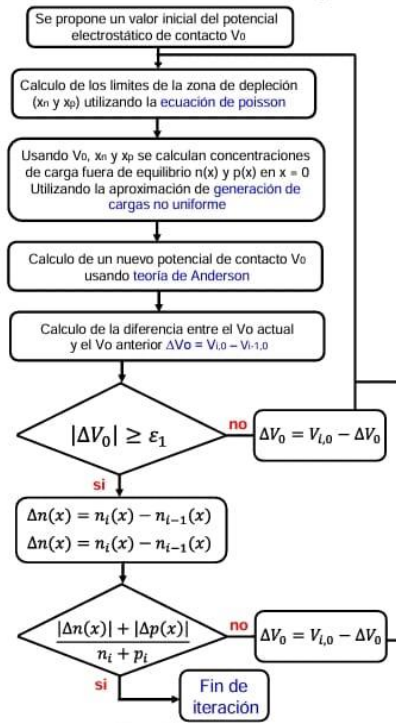 Se propone un valor inicial del potencial
electrostático de contacto V₀
Calculo de los limites de la zona de depleción
(xₙ y xₚ) utilizando la ecuación de poisson
Usando V₀, xₙ y xₚ se calculan concentraciones
de carga fuera de equilibrio n(x) y p(x) en x = 0
Utilizando la aproximación de generación de
cargas no uniforme
Calculo de un nuevo potencial de contacto V₀
usando teoría de Anderson
Calculo de la diferencia entre el Vo actual
y el Vo anterior ΔVo = Vi,0 – Vi-1,0
|ΔV₀| ≥ ε₁
no
ΔV₀ = Vᵢ,₀ − ΔV₀
si
Δn(x) = nᵢ(x) − nᵢ₋₁(x)
Δn(x) = nᵢ(x) − nᵢ₋₁(x)
|Δn(x)| + |Δp(x)|
nᵢ + pᵢ
no
ΔV₀ = Vᵢ,₀ − ΔV₀
si
Fin de
iteración